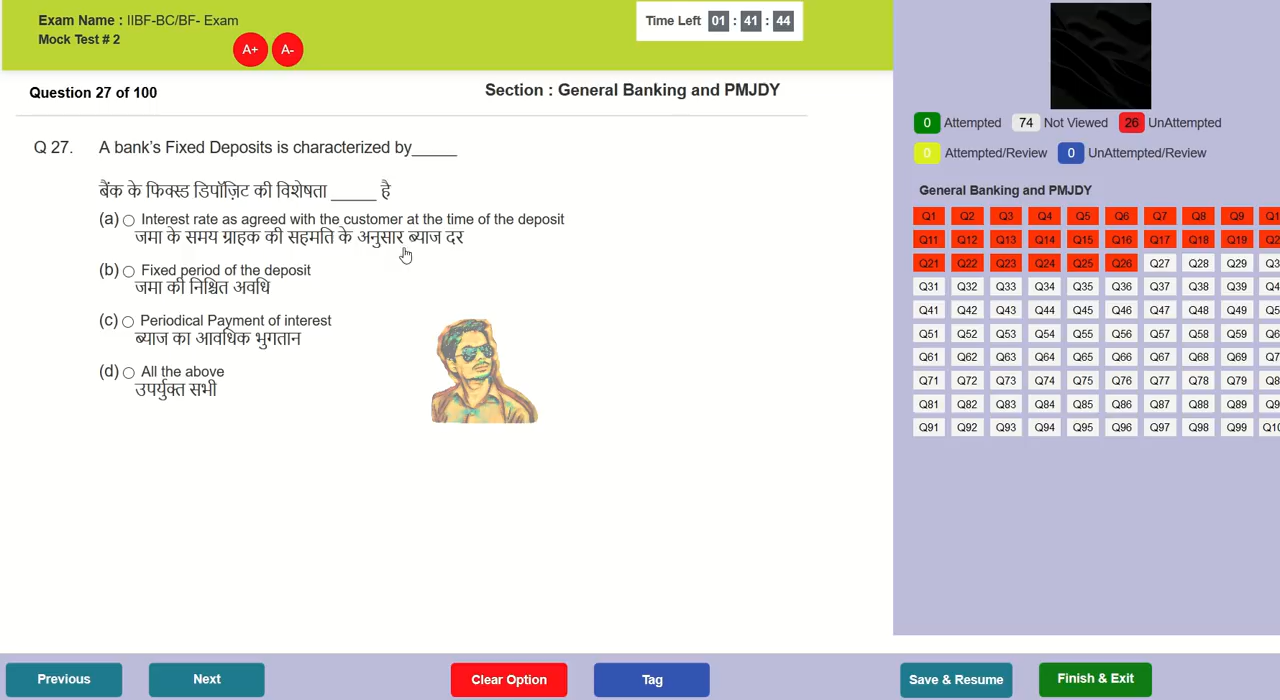 Exam Name : IIBF-BC/BF- Exam
Mock Test # 2
A+ A-
Time Left 01 : 41 : 44
Question 27 of 100
Section : General Banking and PMJDY
Q 27. A bank's Fixed Deposits is characterized by_____
बैंक के फिक्स्ड डिपॉज़िट की विशेषता _____ है
(a) Interest rate as agreed with the customer at the time of the deposit
जमा के समय ग्राहक की सहमति के अनुसार ब्याज दर
(b) Fixed period of the deposit
जमा की निश्चित अवधि
(c) Periodical Payment of interest
ब्याज का आवधिक भुगतान
(d) All the above
उपर्युक्त सभी
0 Attempted 74 Not Viewed 26 UnAttempted
0 Attempted/Review 0 UnAttempted/Review
General Banking and PMJDY
Q1 Q2 Q3 Q4 Q5 Q6 Q7 Q8 Q9
Q11 Q12 Q13 Q14 Q15 Q16 Q17 Q18 Q19
Q21 Q22 Q23 Q24 Q25 Q26 Q27 Q28 Q29
Q31 Q32 Q33 Q34 Q35 Q36 Q37 Q38 Q39
Q41 Q42 Q43 Q44 Q45 Q46 Q47 Q48 Q49
Q51 Q52 Q53 Q54 Q55 Q56 Q57 Q58 Q59
Q61 Q62 Q63 Q64 Q65 Q66 Q67 Q68 Q69
Q71 Q72 Q73 Q74 Q75 Q76 Q77 Q78 Q79
Q81 Q82 Q83 Q84 Q85 Q86 Q87 Q88 Q89
Q91 Q92 Q93 Q94 Q95 Q96 Q97 Q98 Q99
Previous Next Clear Option Tag Save & Resume Finish & Exit